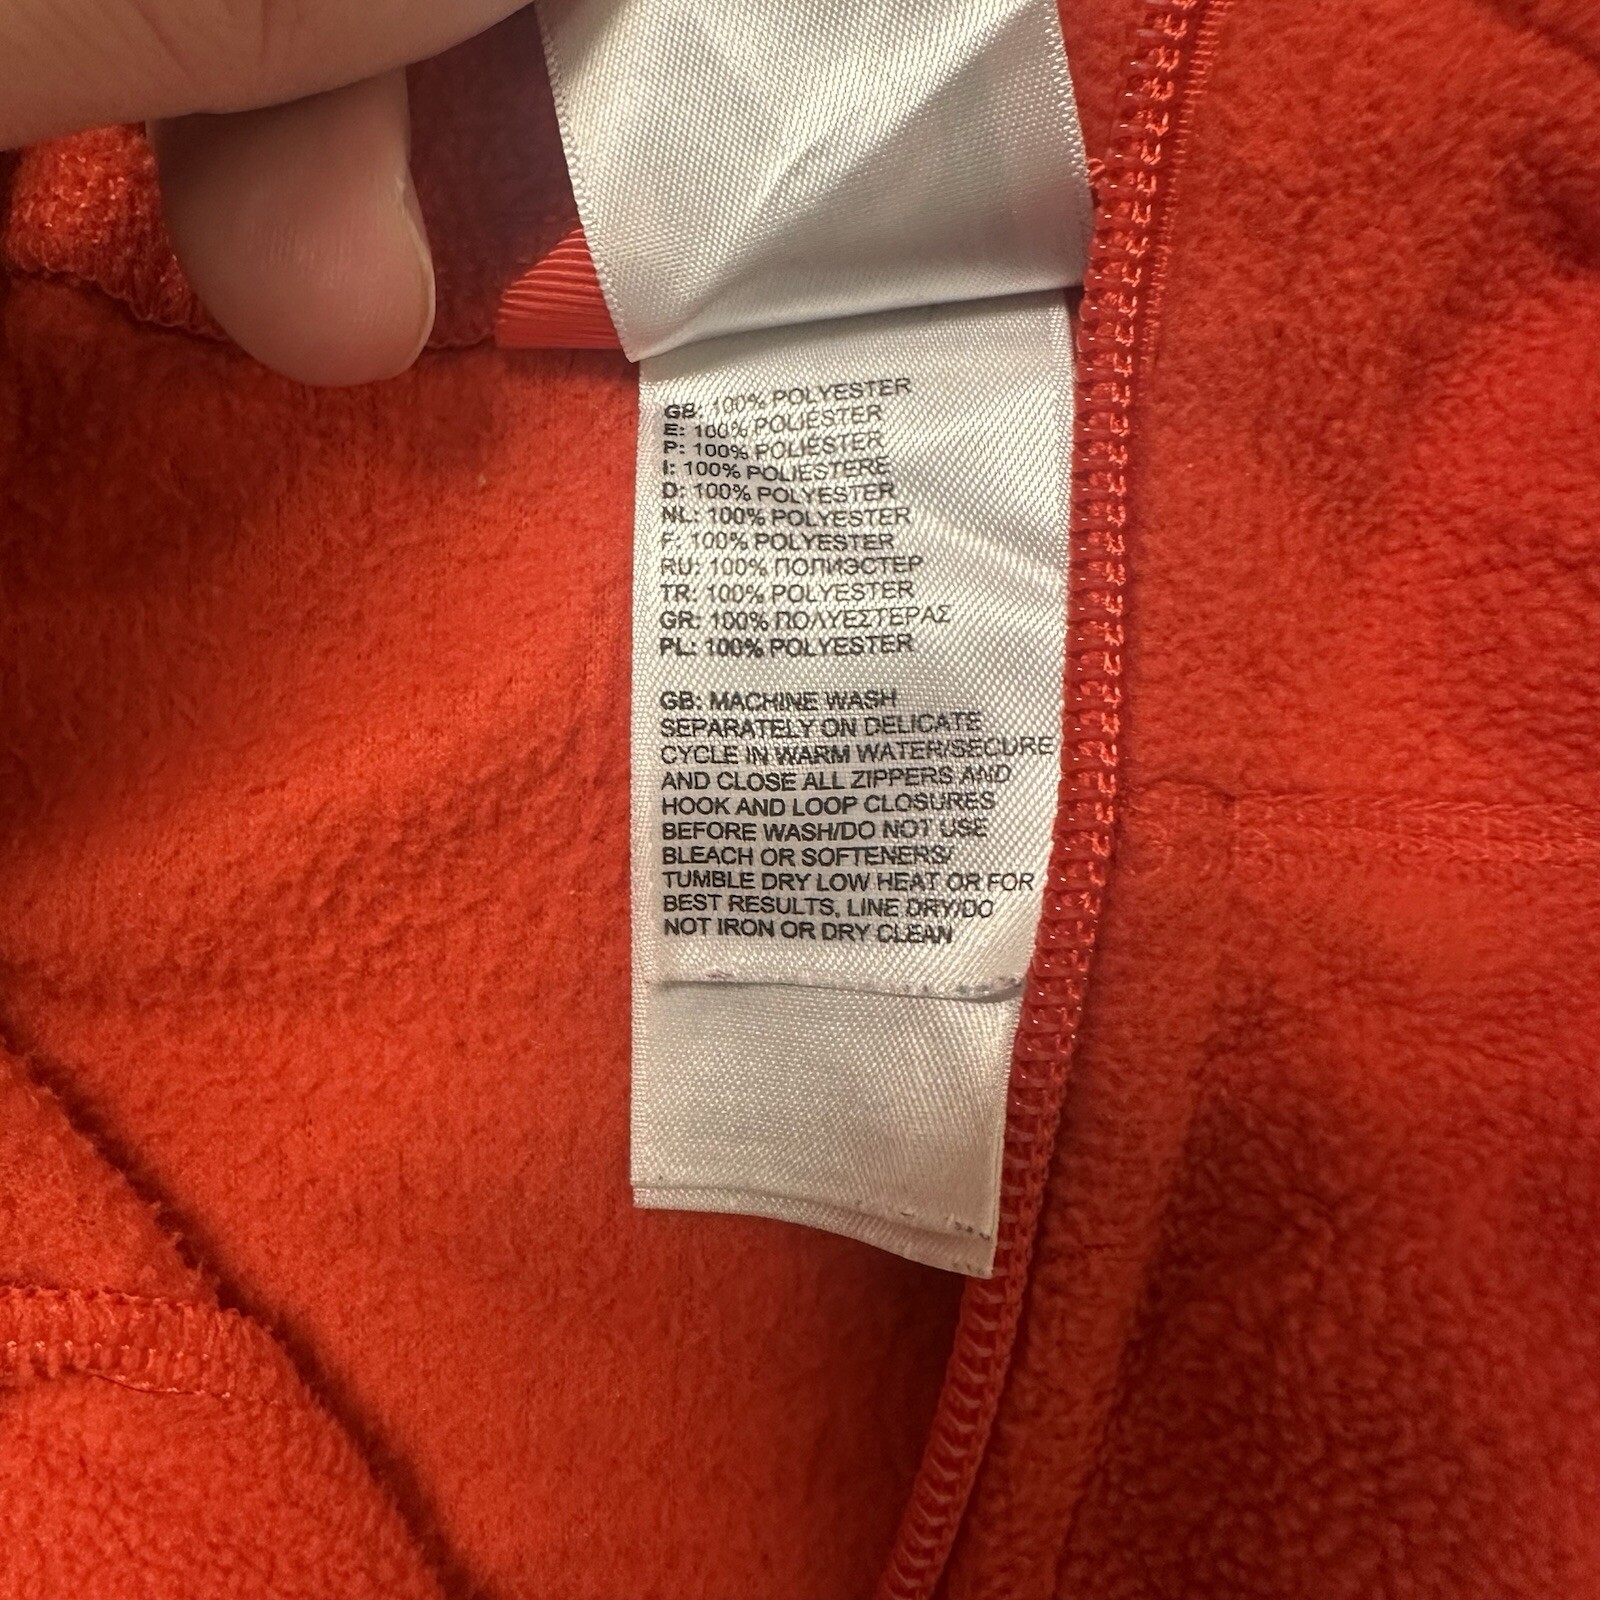 GB: 100% POLYESTER
E: 100% POLIÉSTER
P: 100% POLIÉSTER
I: 100% POLIESTERE
D: 100% POLYESTER
NL: 100% POLYESTER
F: 100% POLYESTER
RU: 100% ПОЛИЭСТЕР
TR: 100% POLYESTER
GR: 100% ΠΟΛΥΕΣΤΕΡΑΣ
PL: 100% POLYESTER
GB: MACHINE WASH
SEPARATELY ON DELICATE
CYCLE IN WARM WATER/SECURE
AND CLOSE ALL ZIPPERS AND
HOOK AND LOOP CLOSURES
BEFORE WASH/DO NOT USE
BLEACH OR SOFTENERS/
TUMBLE DRY LOW HEAT OR FOR
BEST RESULTS, LINE DRY/DO
NOT IRON OR DRY CLEAN